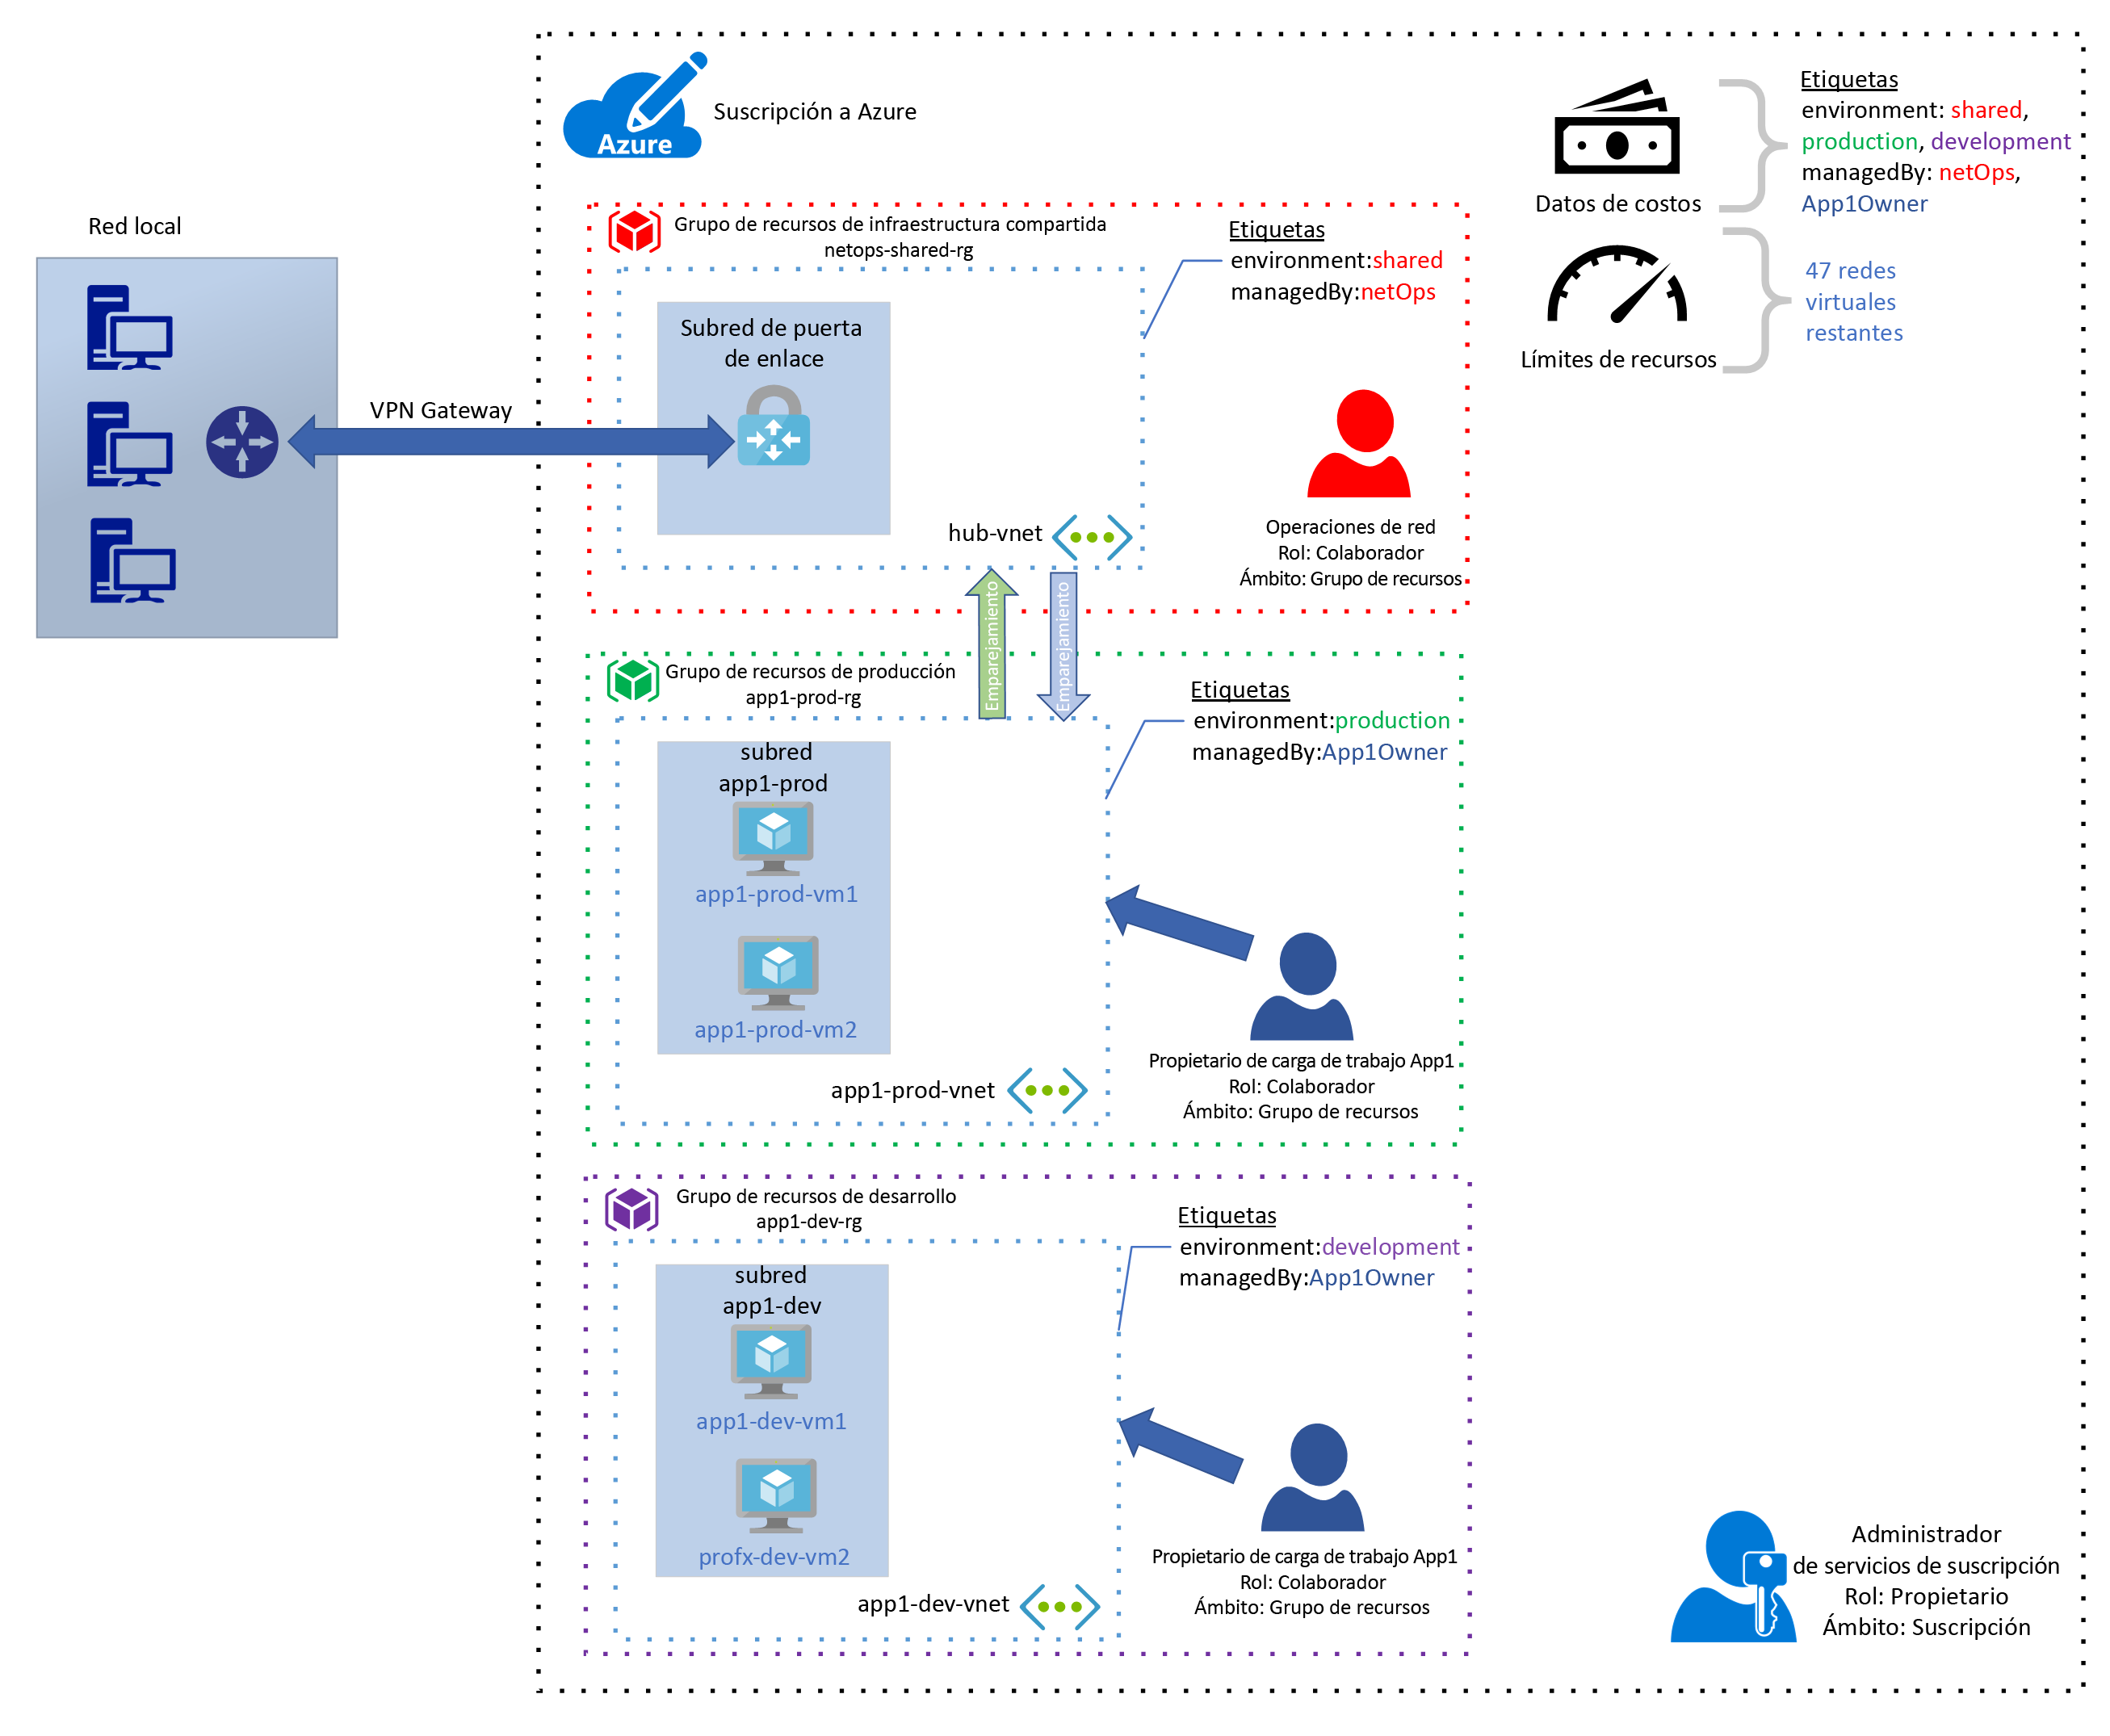 Azure
Suscripción a Azure
Datos de costos
Etiquetas
environment: shared,
production, development
managedBy: netOps,
App1Owner
Límites de recursos
47 redes
virtuales
restantes
Red local
VPN Gateway
Grupo de recursos de infraestructura compartida
netops-shared-rg
Subred de puerta
de enlace
hub-vnet
Etiquetas
environment:shared
managedBy:netOps
Operaciones de red
Rol: Colaborador
Ámbito: Grupo de recursos
Emparejamiento
Emparejamiento
Grupo de recursos de producción
app1-prod-rg
subred
app1-prod
app1-prod-vm1
app1-prod-vm2
app1-prod-vnet
Etiquetas
environment:production
managedBy:App1Owner
Propietario de carga de trabajo App1
Rol: Colaborador
Ámbito: Grupo de recursos
Grupo de recursos de desarrollo
app1-dev-rg
subred
app1-dev
app1-dev-vm1
profx-dev-vm2
app1-dev-vnet
Etiquetas
environment:development
managedBy:App1Owner
Propietario de carga de trabajo App1
Rol: Colaborador
Ámbito: Grupo de recursos
Administrador
de servicios de suscripción
Rol: Propietario
Ámbito: Suscripción